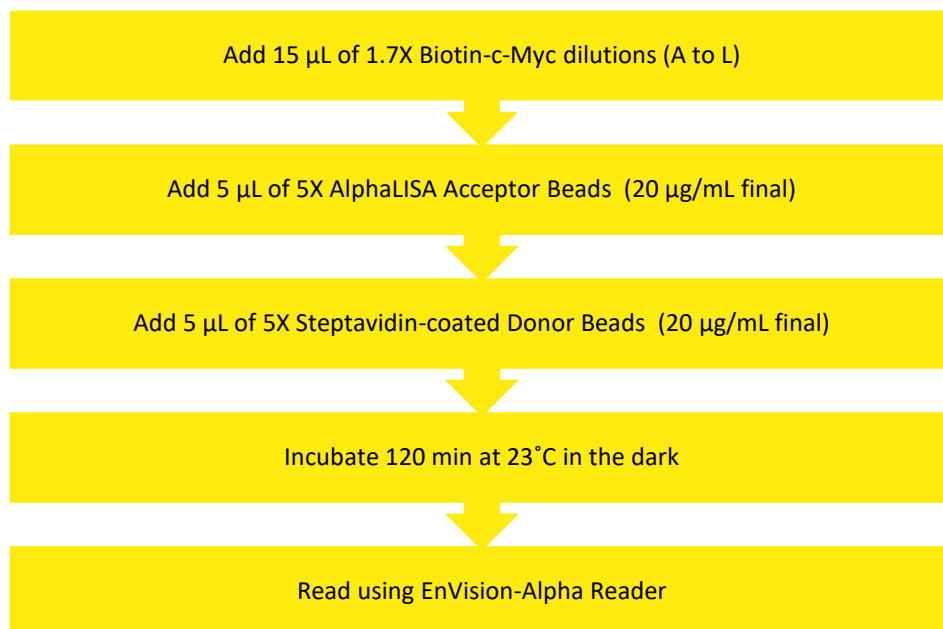 Add 15 µL of 1.7X Biotin-c-Myc dilutions (A to L)
Add 5 µL of 5X AlphaLISA Acceptor Beads  (20 µg/mL final)
Add 5 µL of 5X Steptavidin-coated Donor Beads  (20 µg/mL final)
Incubate 120 min at 23˚C in the dark
Read using EnVision-Alpha Reader